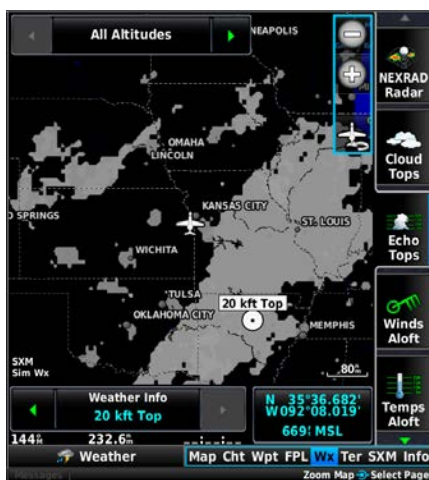 All Altitudes
NEAPOLIS
NEXRAD
Radar
Cloud
Tops
OMAHA
LINCOLN
O SPRINGS
KANSAS CITY
ST. LOUIS
Echo
Tops
WICHITA
TULSA
20 kft Top
OKLAHOMA CITY
MEMPHIS
Winds
Aloft
SXM
Sim Wx
80
Weather Info
20 kft Top
N 35°36.682'
W092°08.019'
669 MSL
Temps
Aloft
144
232.6
Weather
Map Cht Wpt FPL Wx Ter SXM Info
Messages
Zoom Map Select Page